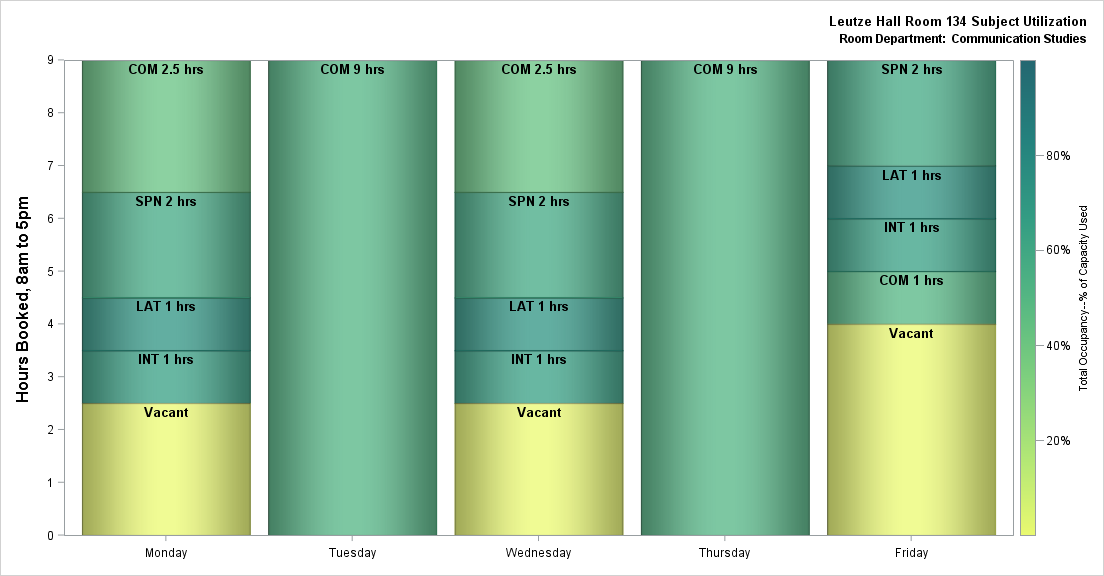 Leutze Hall Room 134 Subject Utilization
Room Department: Communication Studies
Hours Booked, 8am to 5pm
9
8
7
6
5
4
3
2
1
0
COM 2.5 hrs
SPN 2 hrs
LAT 1 hrs
INT 1 hrs
Vacant
COM 9 hrs
COM 2.5 hrs
SPN 2 hrs
LAT 1 hrs
INT 1 hrs
Vacant
COM 9 hrs
SPN 2 hrs
LAT 1 hrs
INT 1 hrs
COM 1 hrs
Vacant
Monday
Tuesday
Wednesday
Thursday
Friday
80%
60%
40%
20%
Total Occupancy--% of Capacity Used